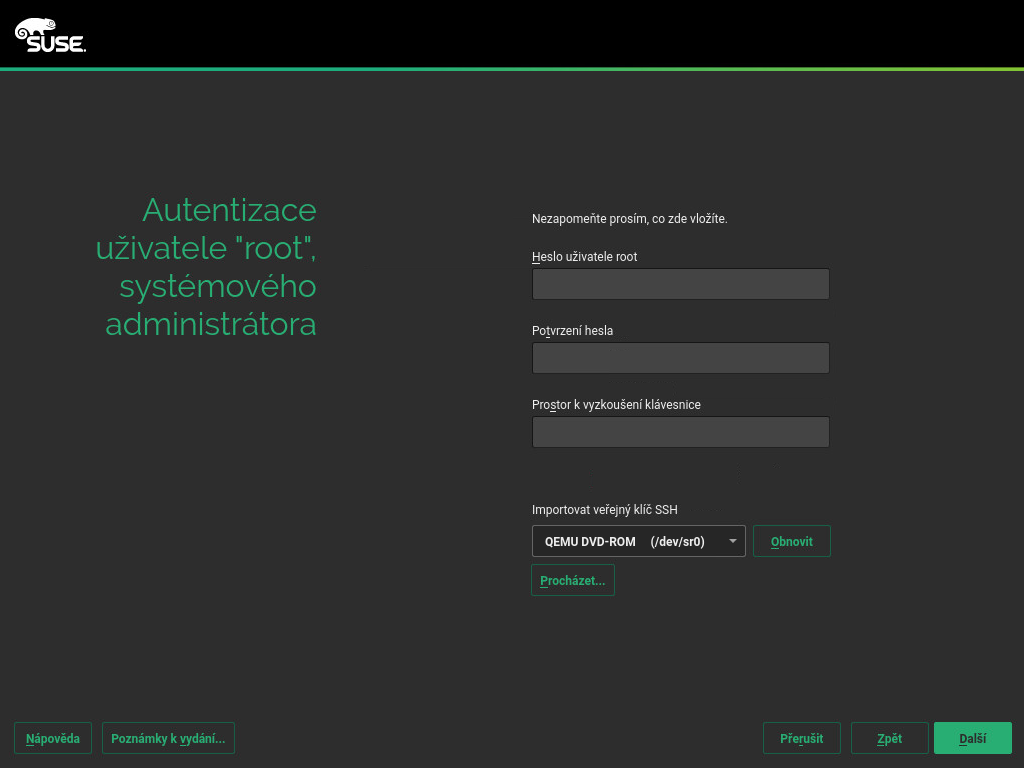 SUSE.
Autentizace
uživatele "root",
systémového
administrátora
Nezapomeňte prosím, co zde vložíte.
Heslo uživatele root
Potvrzení hesla
Prostor k vyzkoušení klávesnice
Importovat veřejný klíč SSH
QEMU DVD-ROM (/dev/sr0)
Obnovit
Procházet...
Nápověda
Poznámky k vydání...
Přerušit
Zpět
Další